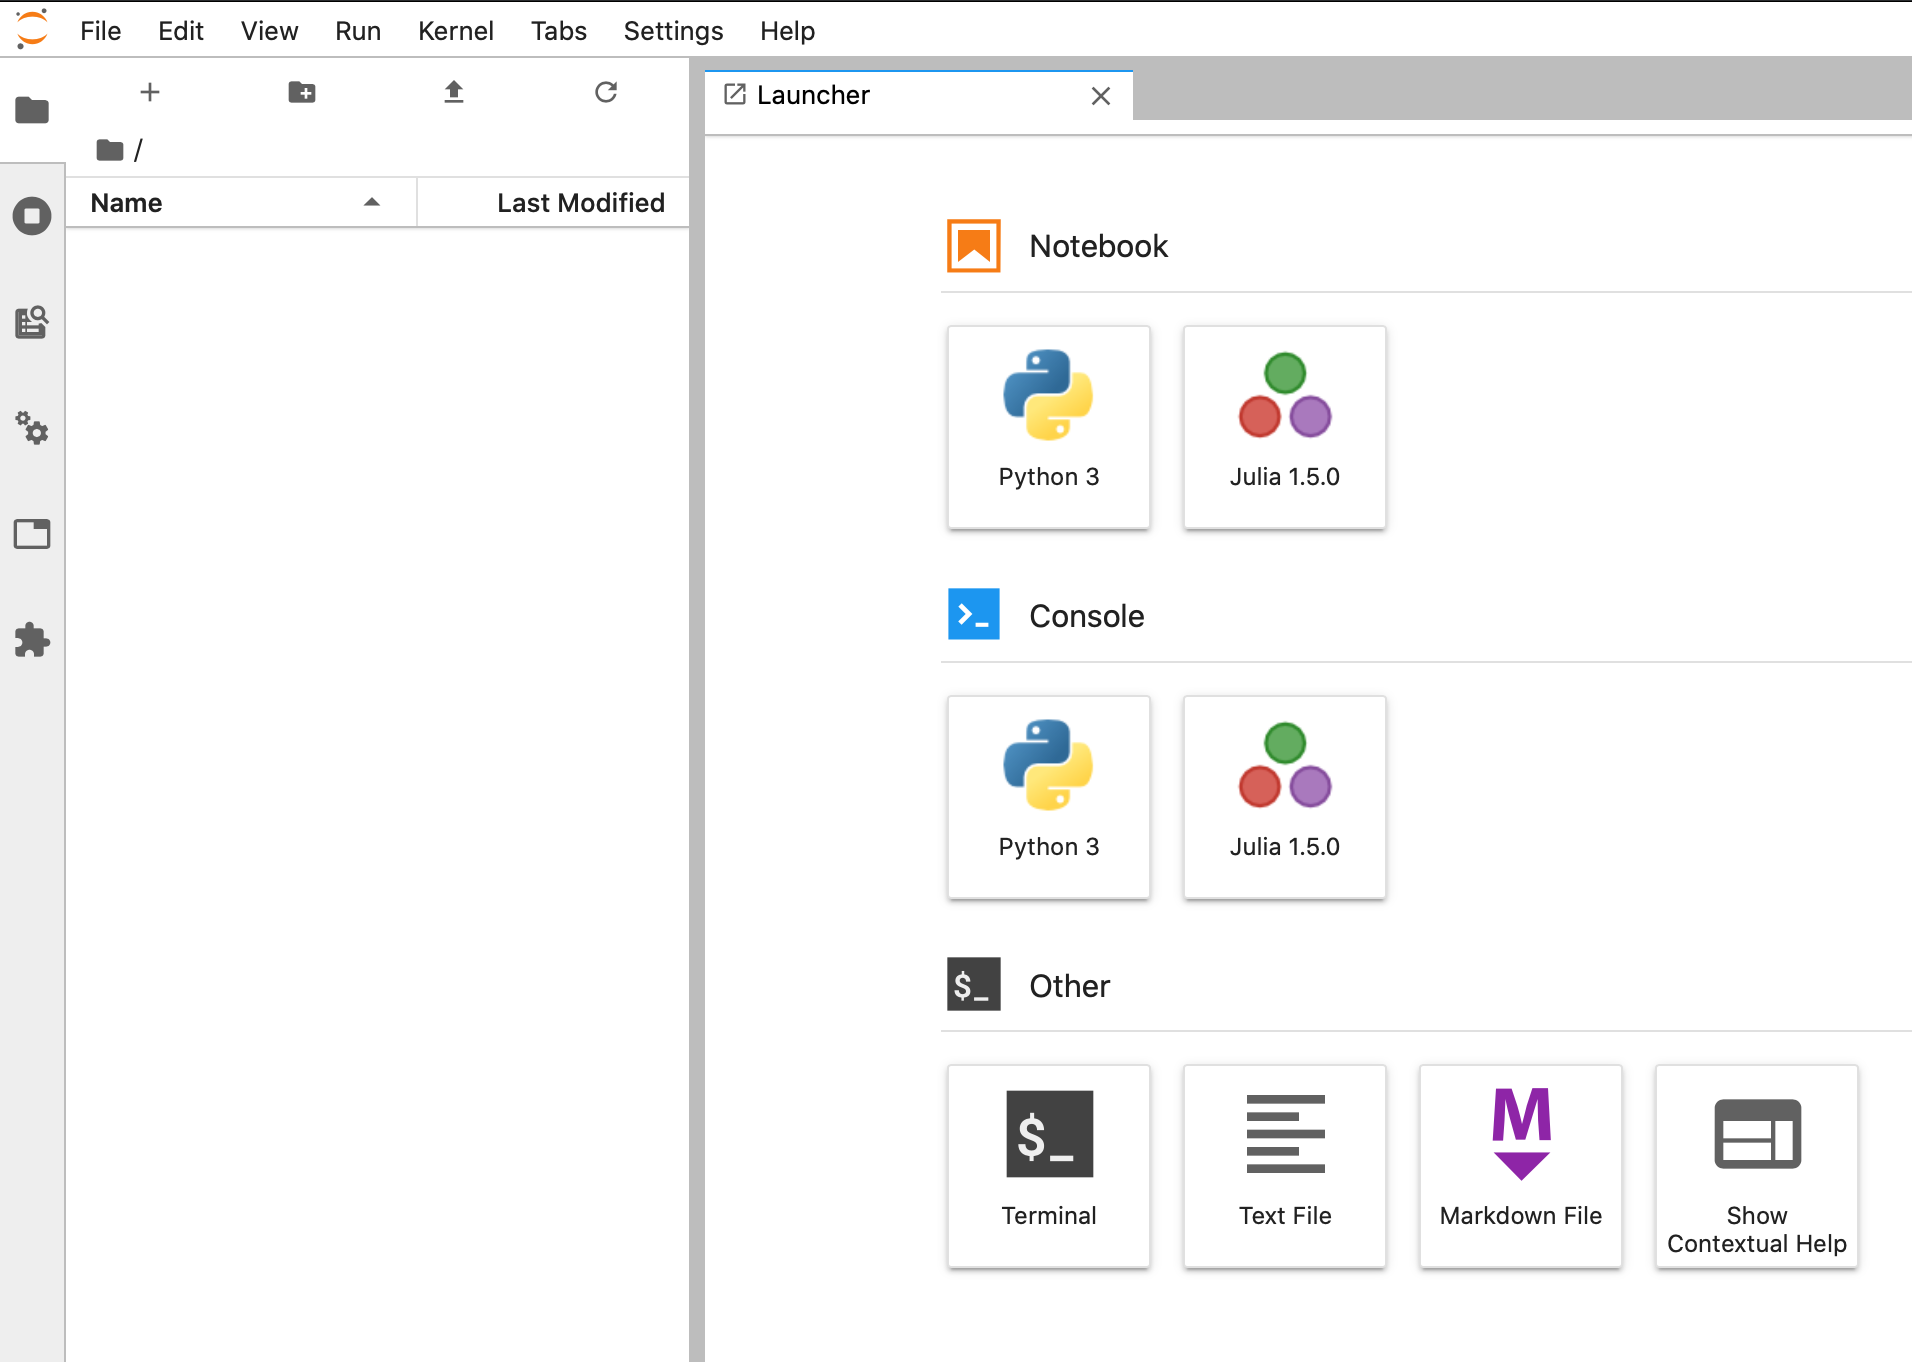 File Edit View Run Kernel Tabs Settings Help
Launcher
/
Name Last Modified
Notebook
Python 3 Julia 1.5.0
Console
Python 3 Julia 1.5.0
$_ Other
$_
M
Terminal Text File Markdown File Show
Contextual Help